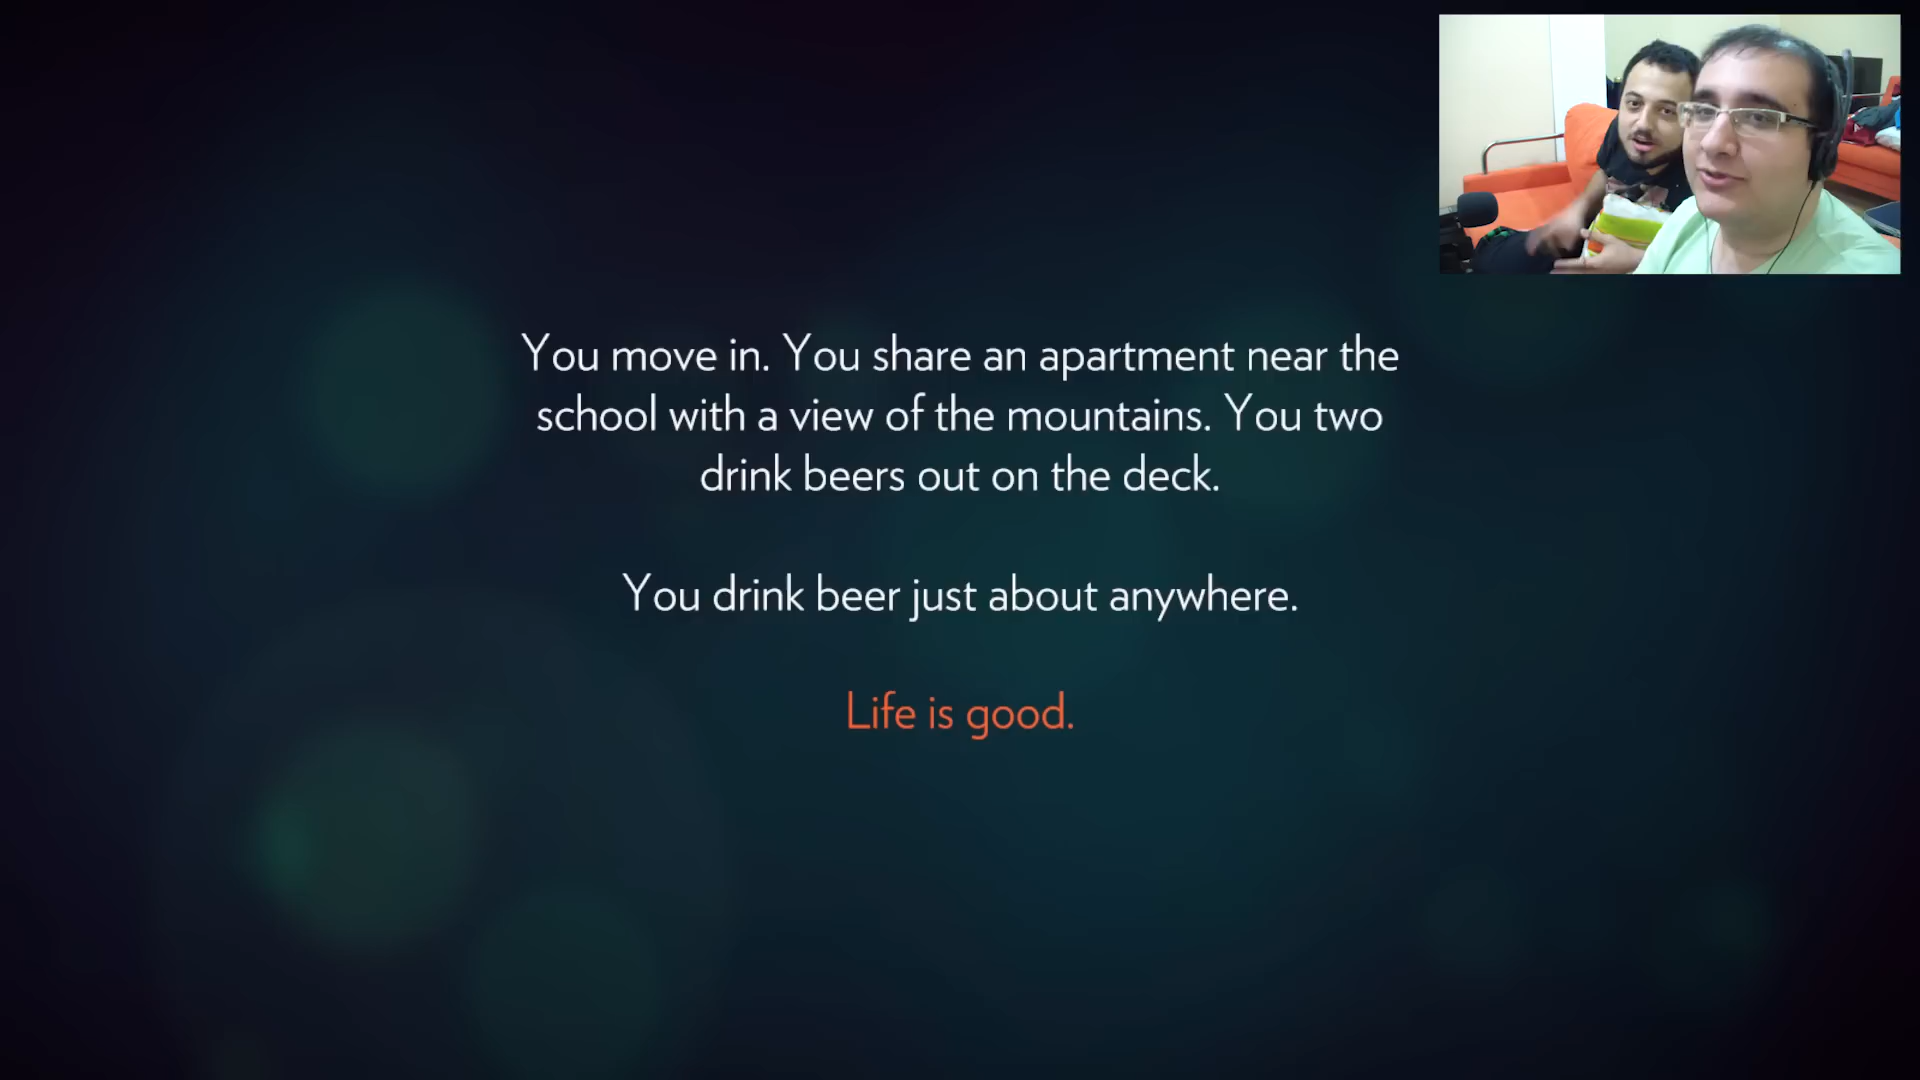 You move in. You share an apartment near the
school with a view of the mountains. You two
drink beers out on the deck.
You drink beer just about anywhere.
Life is good.